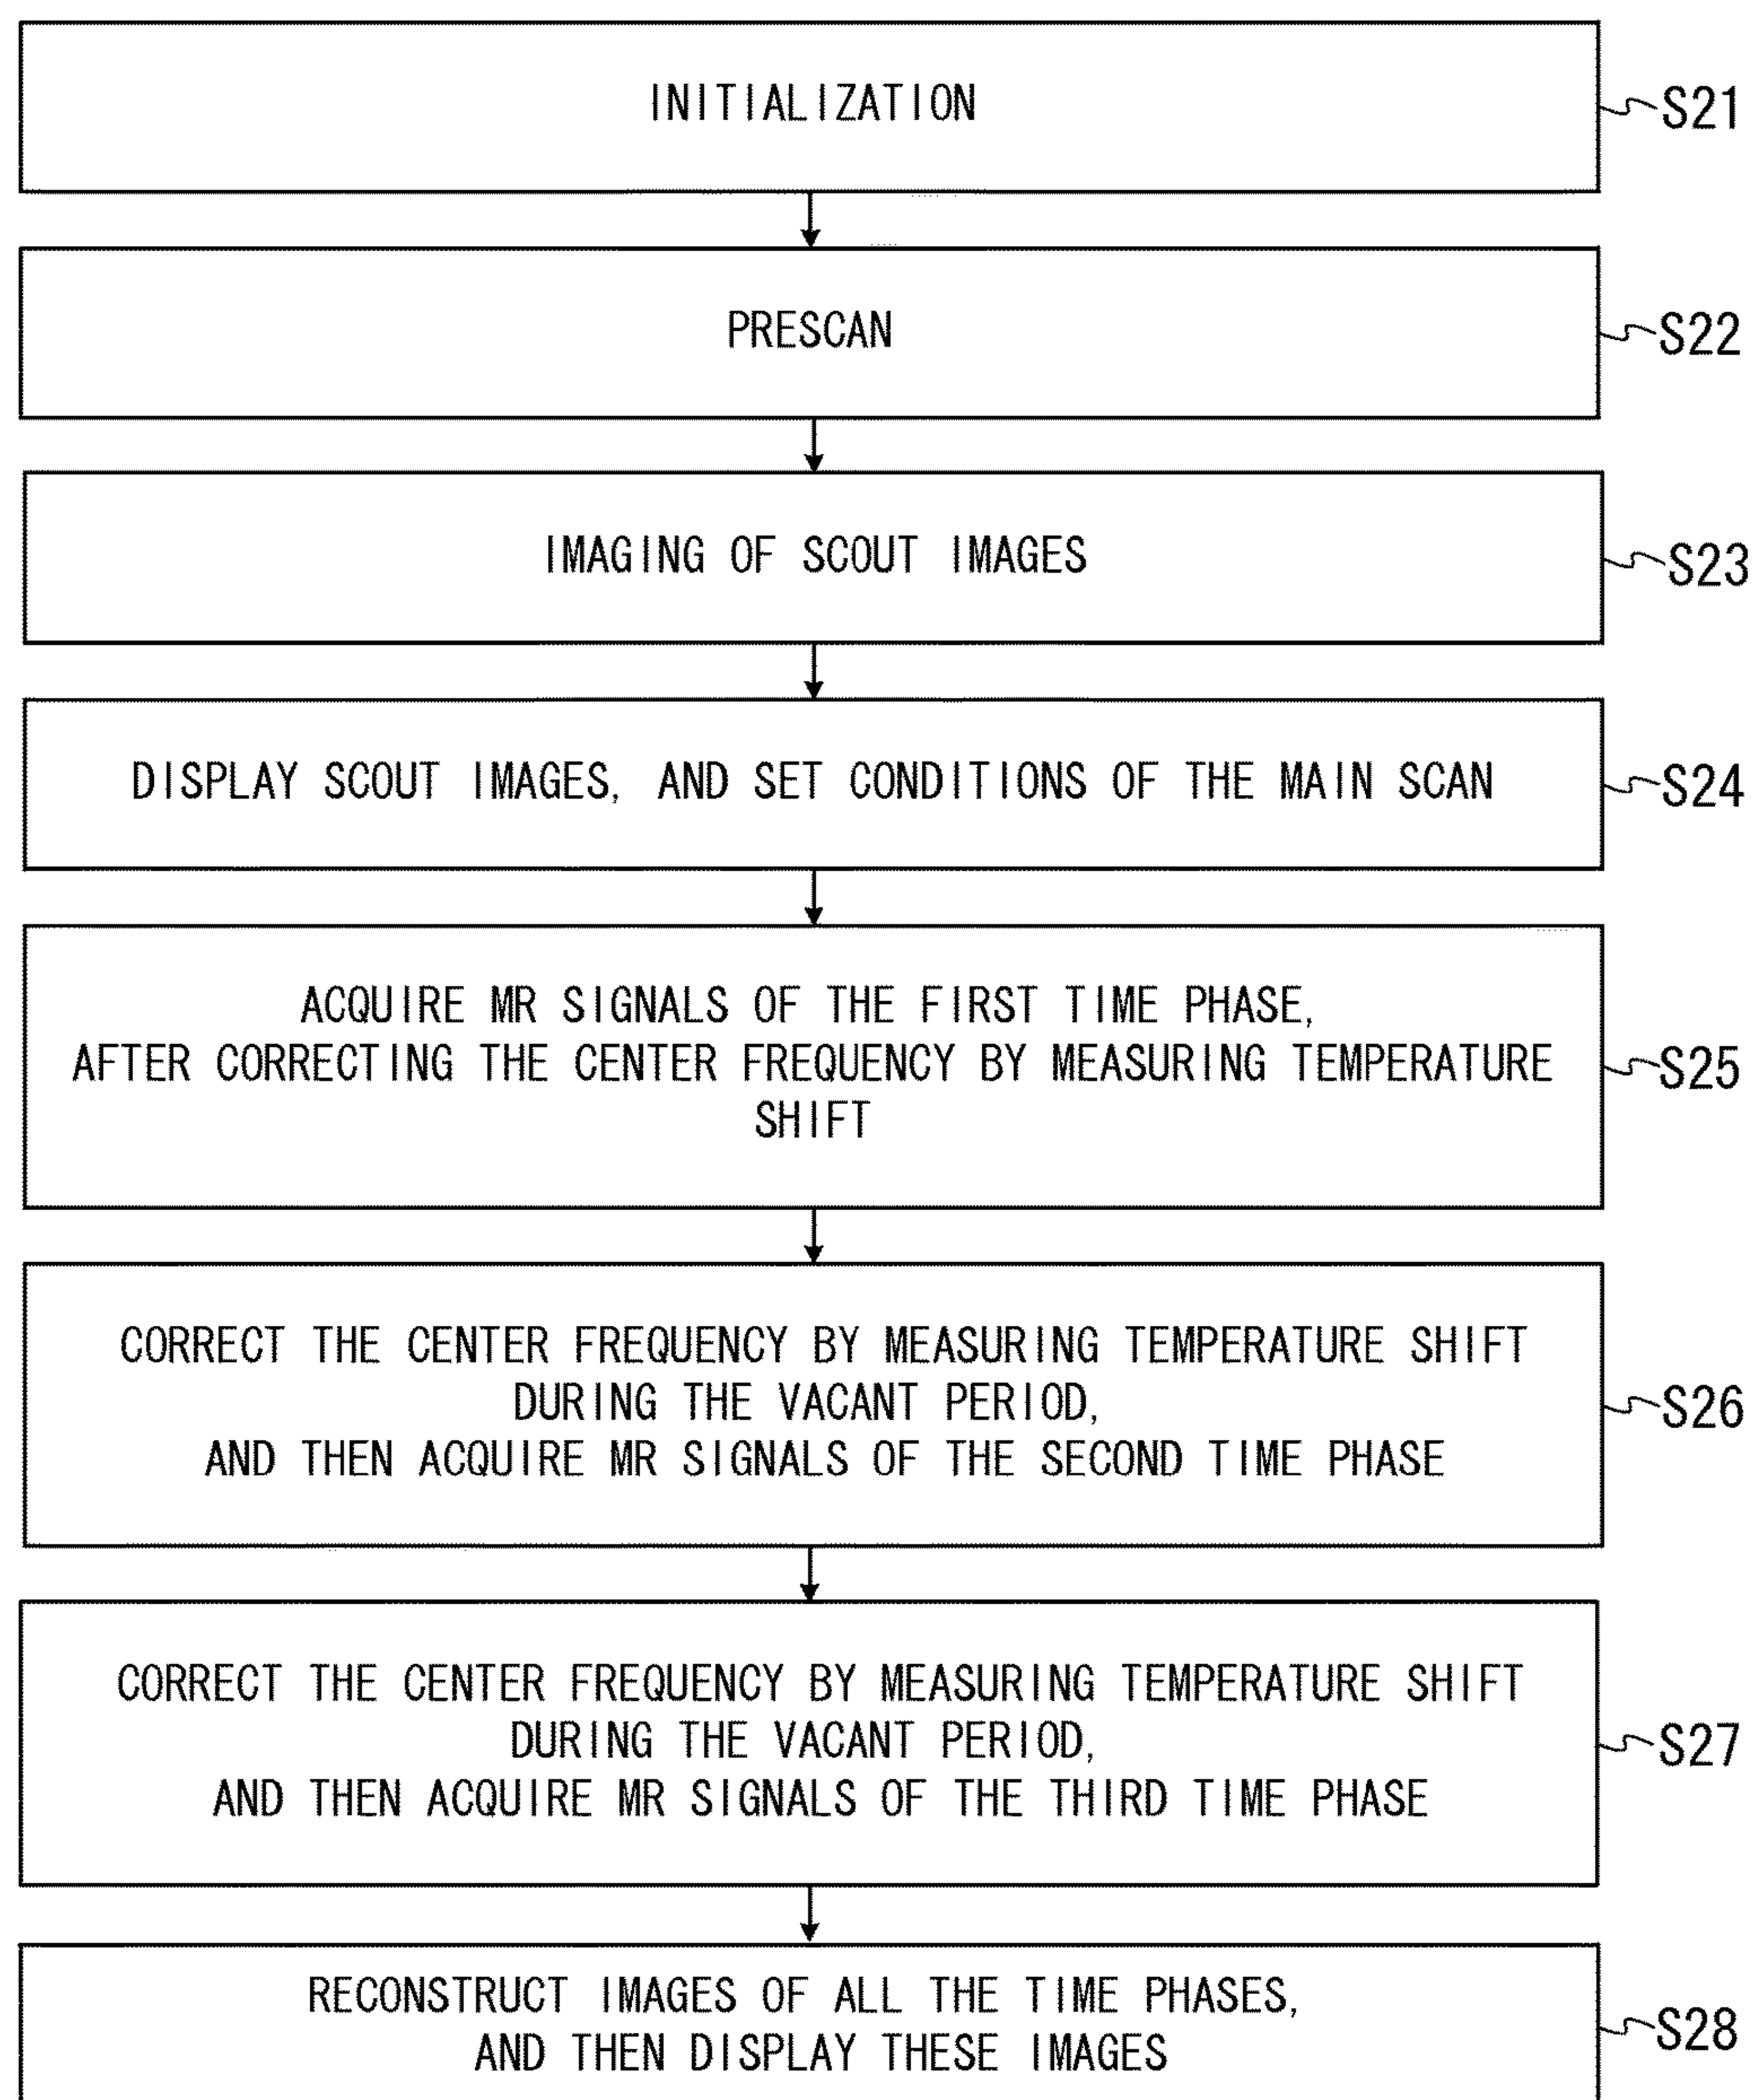 INITIALIZATION
S21
PRESCAN
S22
IMAGING OF SCOUT IMAGES
S23
DISPLAY SCOUT IMAGES, AND SET CONDITIONS OF THE MAIN SCAN
S24
ACQUIRE MR SIGNALS OF THE FIRST TIME PHASE,
AFTER CORRECTING THE CENTER FREQUENCY BY MEASURING TEMPERATURE
SHIFT
S25
CORRECT THE CENTER FREQUENCY BY MEASURING TEMPERATURE SHIFT
DURING THE VACANT PERIOD,
AND THEN ACQUIRE MR SIGNALS OF THE SECOND TIME PHASE
S26
CORRECT THE CENTER FREQUENCY BY MEASURING TEMPERATURE SHIFT
DURING THE VACANT PERIOD,
AND THEN ACQUIRE MR SIGNALS OF THE THIRD TIME PHASE
S27
RECONSTRUCT IMAGES OF ALL THE TIME PHASES,
AND THEN DISPLAY THESE IMAGES
S28